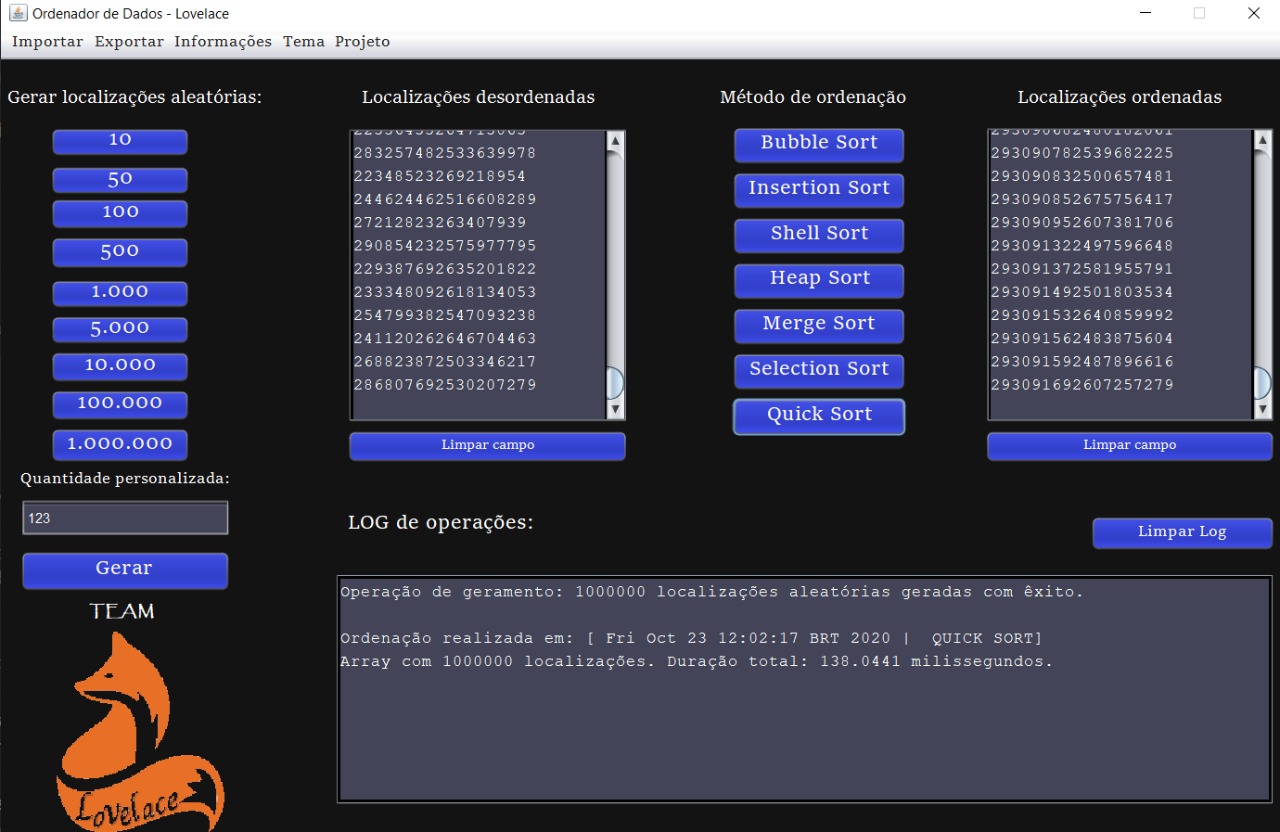 Ordenador de Dados - Lovelace
Importar Exportar Informações Tema Projeto
Gerar localizações aleatórias:
10
50
100
500
1.000
5.000
10.000
100.000
1.000.000
Quantidade personalizada:
123
Gerar
TEAM
Lovelace
Localizações desordenadas
283257482533639978
22348523269218954
244624462516608289
27212823263407939
290854232575977795
229387692635201822
233348092618134053
254799382547093238
241120262646704463
268823872503346217
286807692530207279
Limpar campo
Método de ordenação
Bubble Sort
Insertion Sort
Shell Sort
Heap Sort
Merge Sort
Selection Sort
Quick Sort
Localizações ordenadas
293090782539682225
293090832500657481
293090852675756417
293090952607381706
293091322497596648
293091372581955791
293091492501803534
293091532640859992
293091562483875604
293091592487896616
293091692607257279
Limpar campo
LOG de operações:
Limpar Log
Operação de geramento: 1000000 localizações aleatórias geradas com êxito.
Ordenação realizada em: [ Fri Oct 23 12:02:17 BRT 2020 |  QUICK SORT]
Array com 1000000 localizações. Duração total: 138.0441 milissegundos.